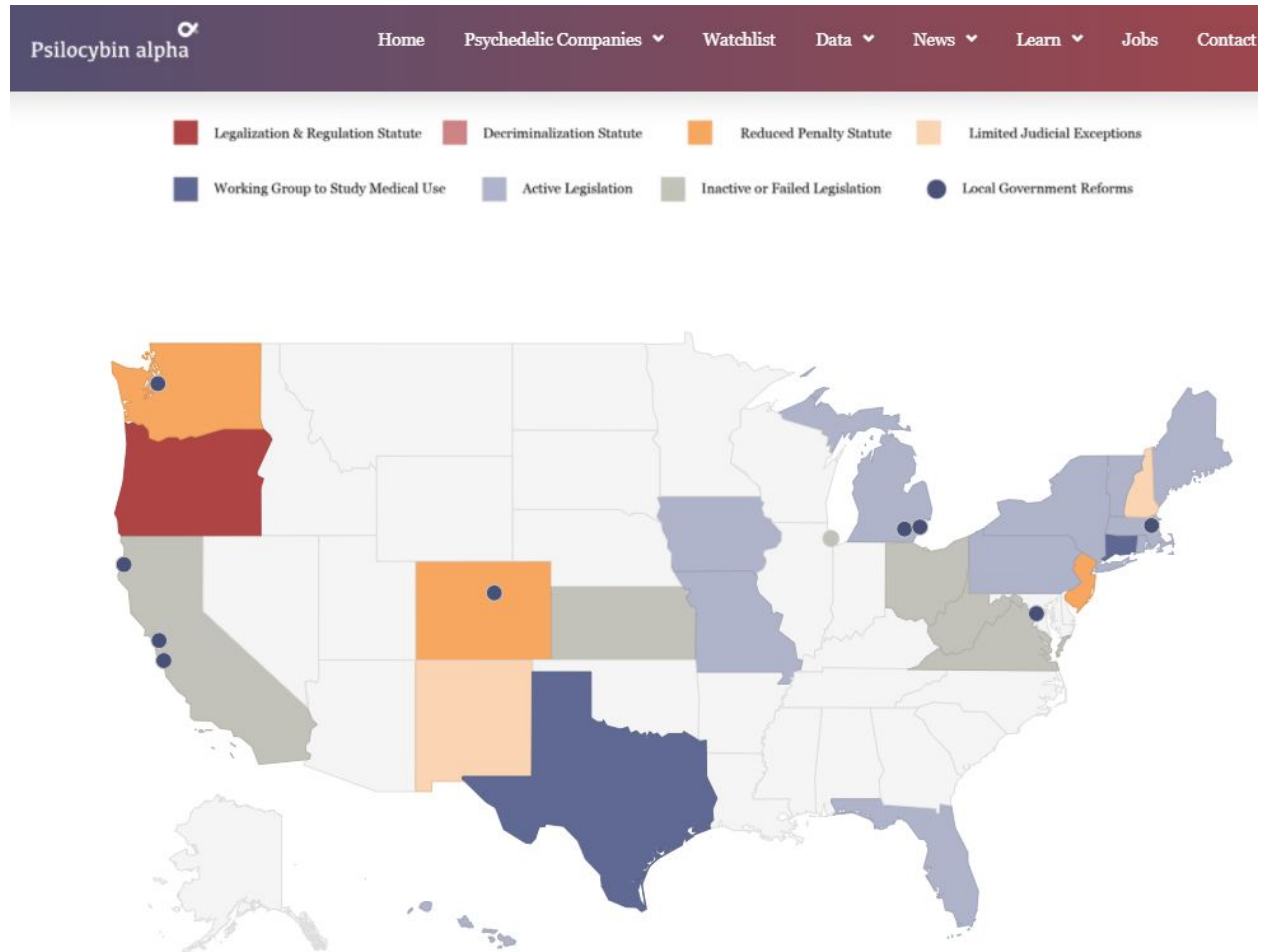 Psilocybin alpha Home Psychedelic Companies Watchlist Data News Learn Jobs Contact
Legalization & Regulation Statute Decriminalization Statute Reduced Penalty Statute Limited Judicial Exceptions
Working Group to Study Medical Use Active Legislation Inactive or Failed Legislation Local Government Reforms